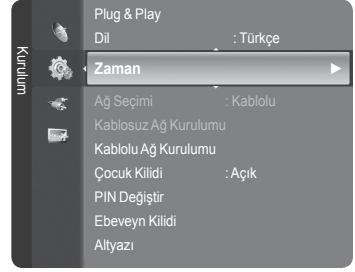 Kurulum
Plug & Play
Dil : Türkçe
Zaman
Ağ Seçimi : Kablolu
Kablosuz Ağ Kurulumu
Kablolu Ağ Kurulumu
Çocuk Kilidi : Açık
PIN Değiştir
Ebeveyn Kilidi
Altyazı